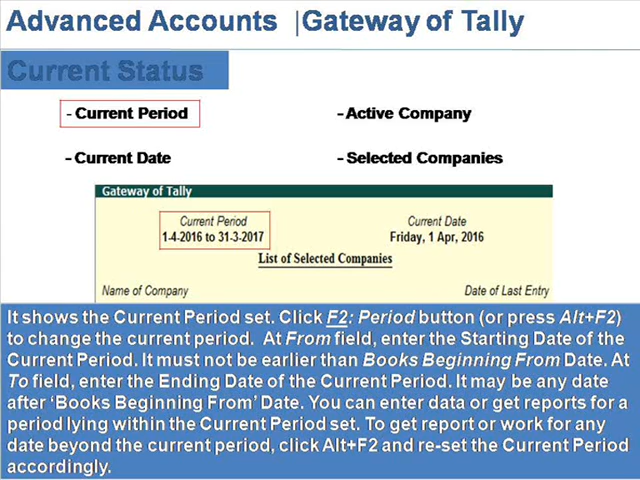 Advanced Accounts |Gateway of Tally
Current Status
- Current Period
- Active Company
- Current Date
- Selected Companies
Gateway of Tally
Current Period
Current Date
1-4-2016 to 31-3-2017
Friday, 1 Apr, 2016
List of Selected Companies
Name of Company
Date of Last Entry
It shows the Current Period set. Click F2: Period button (or press Alt+F2)
to change the current period. At From field, enter the Starting Date of the
Current Period. It must not be earlier than Books Beginning From Date. At
To field, enter the Ending Date of the Current Period. It may be any date
after ‘Books Beginning From’ Date. You can enter data or get reports for a
period lying within the Current Period set. To get report or work for any
date beyond the current period, click Alt+F2 and re-set the Current Period
accordingly.